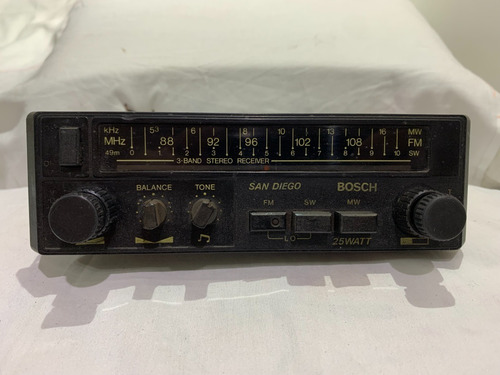 kHz 53 6 8 10 13 16 MW
MHz 88 92 96 102 108 FM
49m 0 1 2 3 4 5 6 7 8 9 10 SW
3-BAND STEREO RECEIVER
BALANCE TONE SAN DIEGO BOSCH
FM SW MW
LO
25WATT